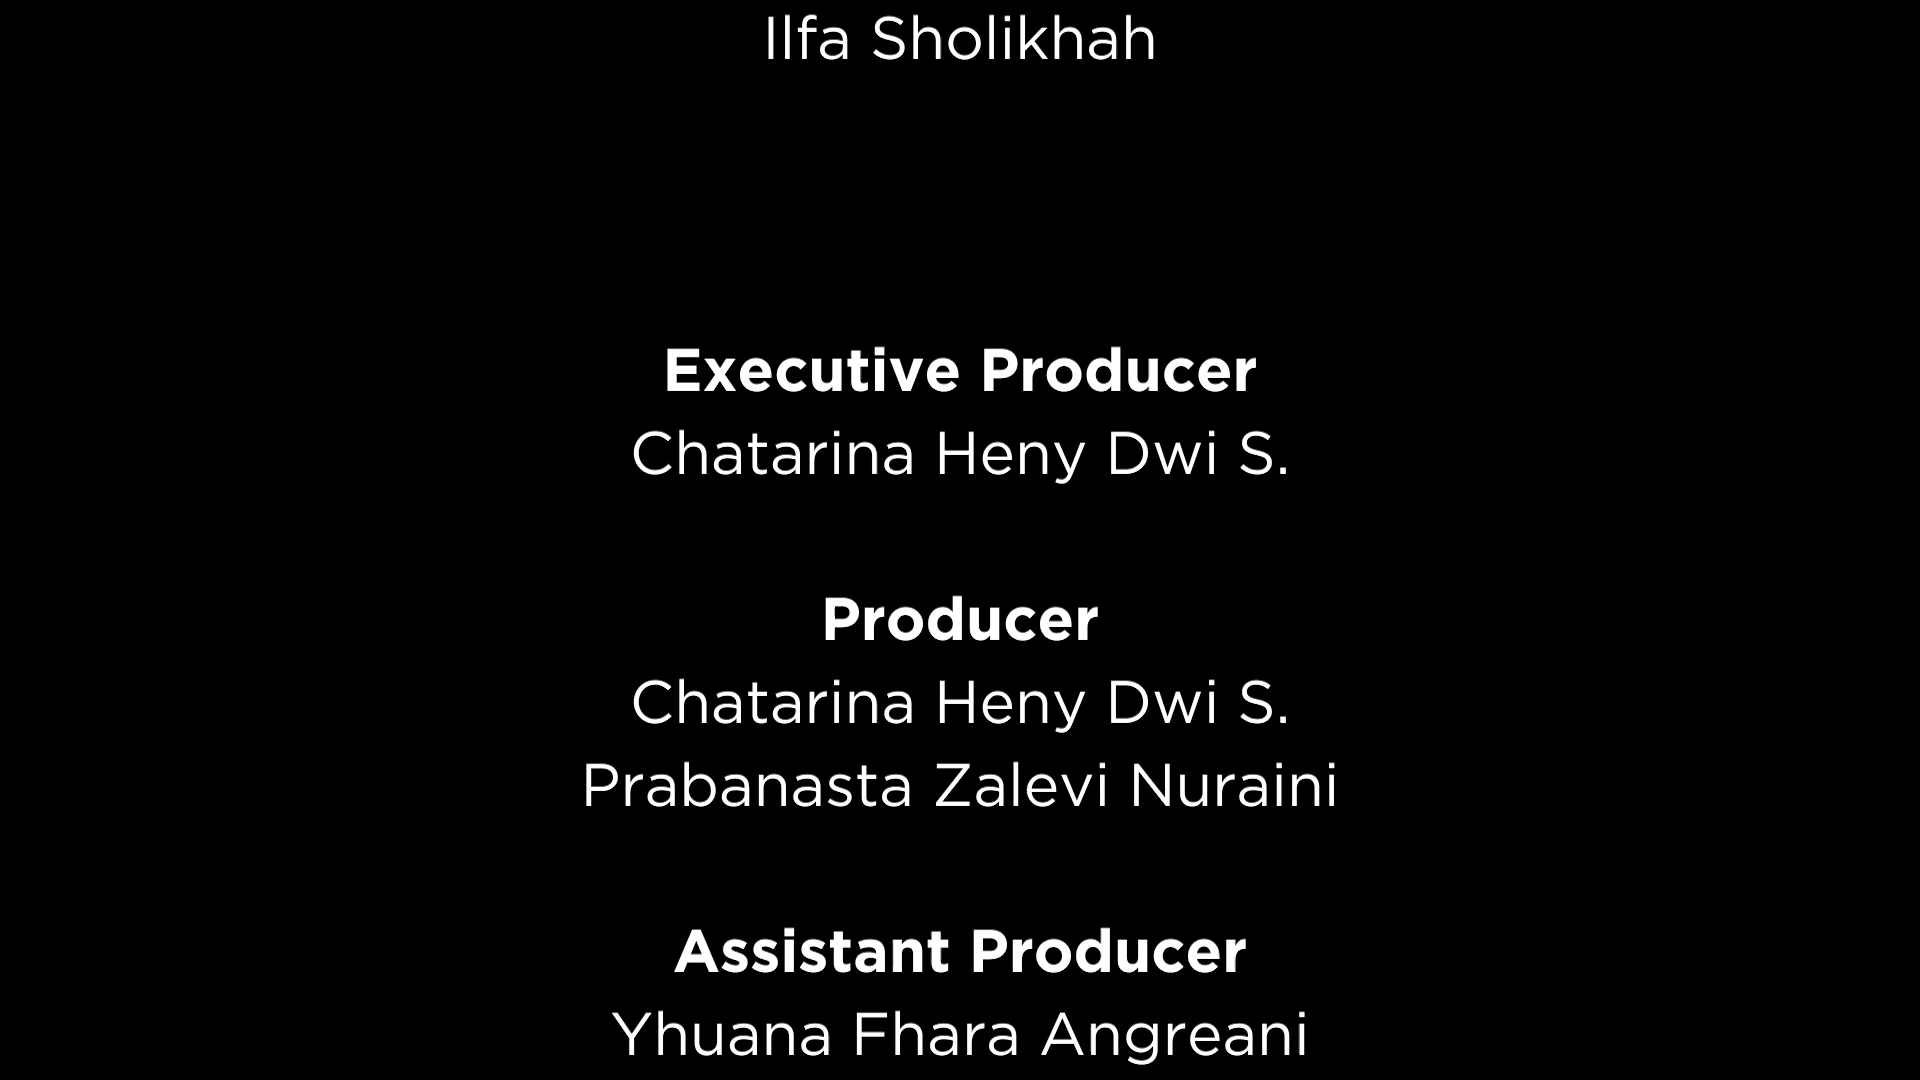 Ilfa Sholikhah
Executive Producer
Chatarina Heny Dwi S.
Producer
Chatarina Heny Dwi S.
Prabanasta Zalevi Nuraini
Assistant Producer
Yhuana Fhara Angreani